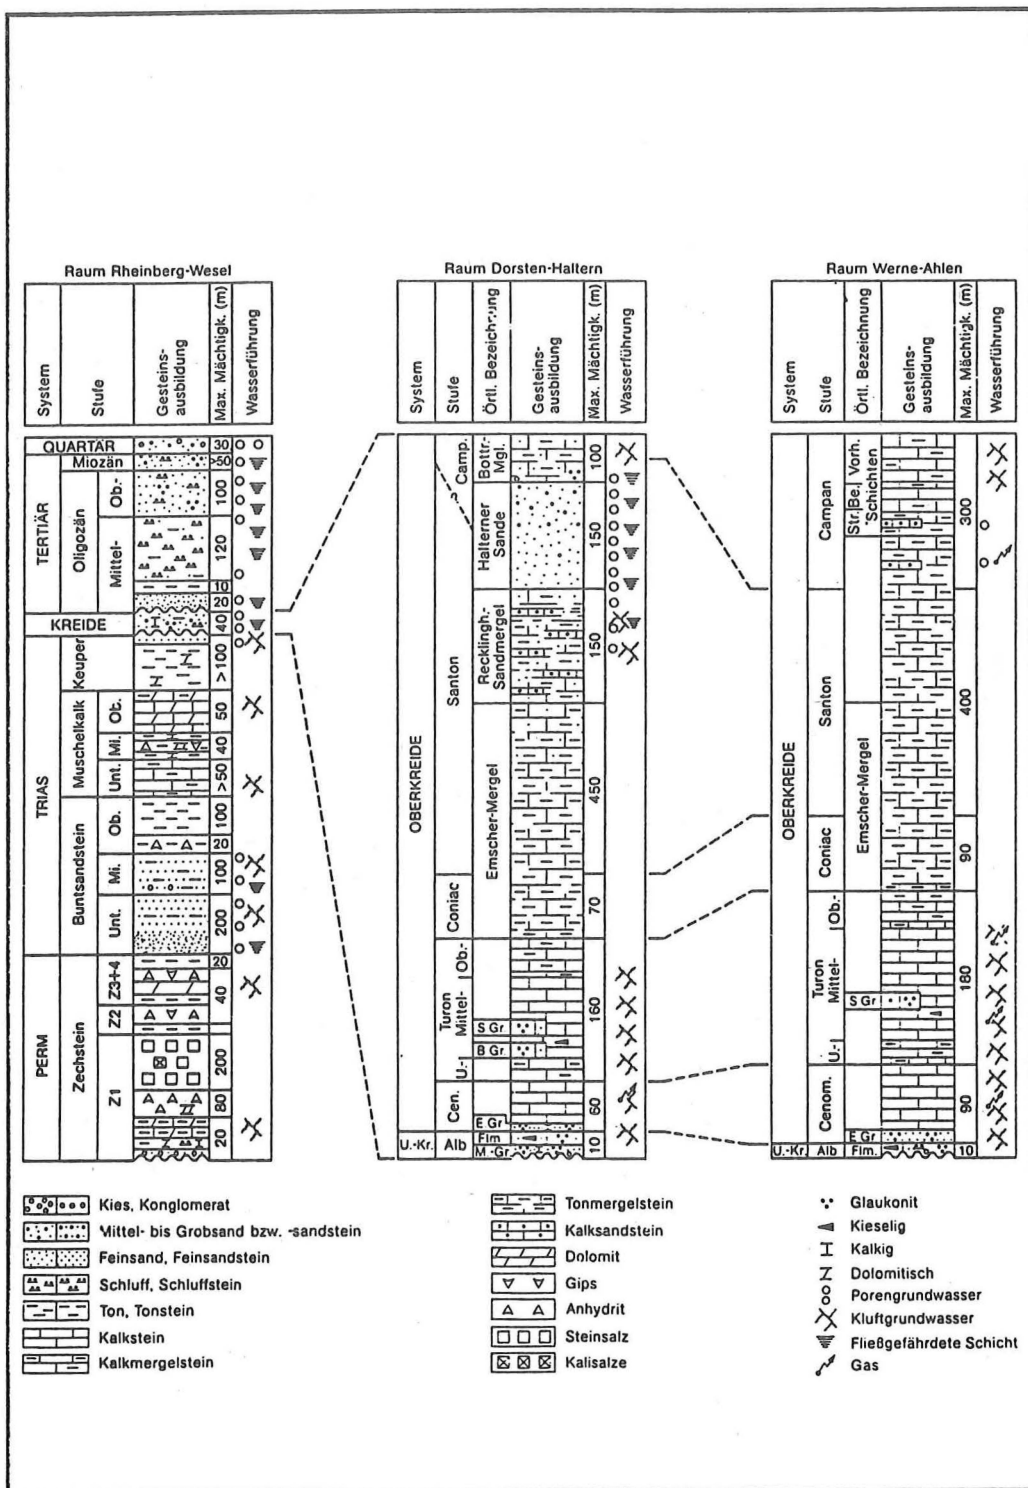 Raum Rheinberg-Wesel
System
Stufe
Gesteins-
ausbildung
Max. Mächtigk. (m)
Wasserführung
QUARTÄR
30
TERTIÄR
Miozän
>50
Oligozän
Ob.-
100
Mittel-
120
10
20
KREIDE
40
TRIAS
Keuper
>100
Muschelkalk
Ob.
50
Mi.
40
Unt.
>50
Buntsandstein
Ob.
100
20
Mi.
100
Unt.
200
PERM
Zechstein
20
Z3+4
40
Z2
Z1
200
80
20
Raum Dorsten-Haltern
System
Stufe
Örtl. Bezeichnung
Gesteins-
ausbildung
Max. Mächtigk. (m)
Wasserführung
OBERKREIDE
Camp.
Bottr.-
Mgl.
100
Santon
Halterner
Sande
150
Recklingh.-
Sandmergel
150
Emscher-Mergel
450
Coniac
70
Turon
Ob.-
Mittel-
U.-
160
S Gr.
B Gr.
Cen.
60
E Gr
U.-Kr.
Alb
Flm
M.-Gr.
10
Raum Werne-Ahlen
System
Stufe
Örtl. Bezeichnung
Gesteins-
ausbildung
Max. Mächtigk. (m)
Wasserführung
OBERKREIDE
Campan
Vorh.
Str. Be.
Schichten
300
Santon
400
Emscher-Mergel
Coniac
90
Turon
Ob.-
Mittel-
U.-
180
S Gr
Cenom.
90
E Gr
U.-Kr.
Alb
Flm.
10
Kies, Konglomerat
Mittel- bis Grobsand bzw. -sandstein
Feinsand, Feinsandstein
Schluff, Schluffstein
Ton, Tonstein
Kalkstein
Kalkmergelstein
Tonmergelstein
Kalksandstein
Dolomit
Gips
Anhydrit
Steinsalz
Kalisalze
Glaukonit
Kieselig
Kalkig
Dolomitisch
Porengrundwasser
Kluftgrundwasser
Fließgefährdete Schicht
Gas